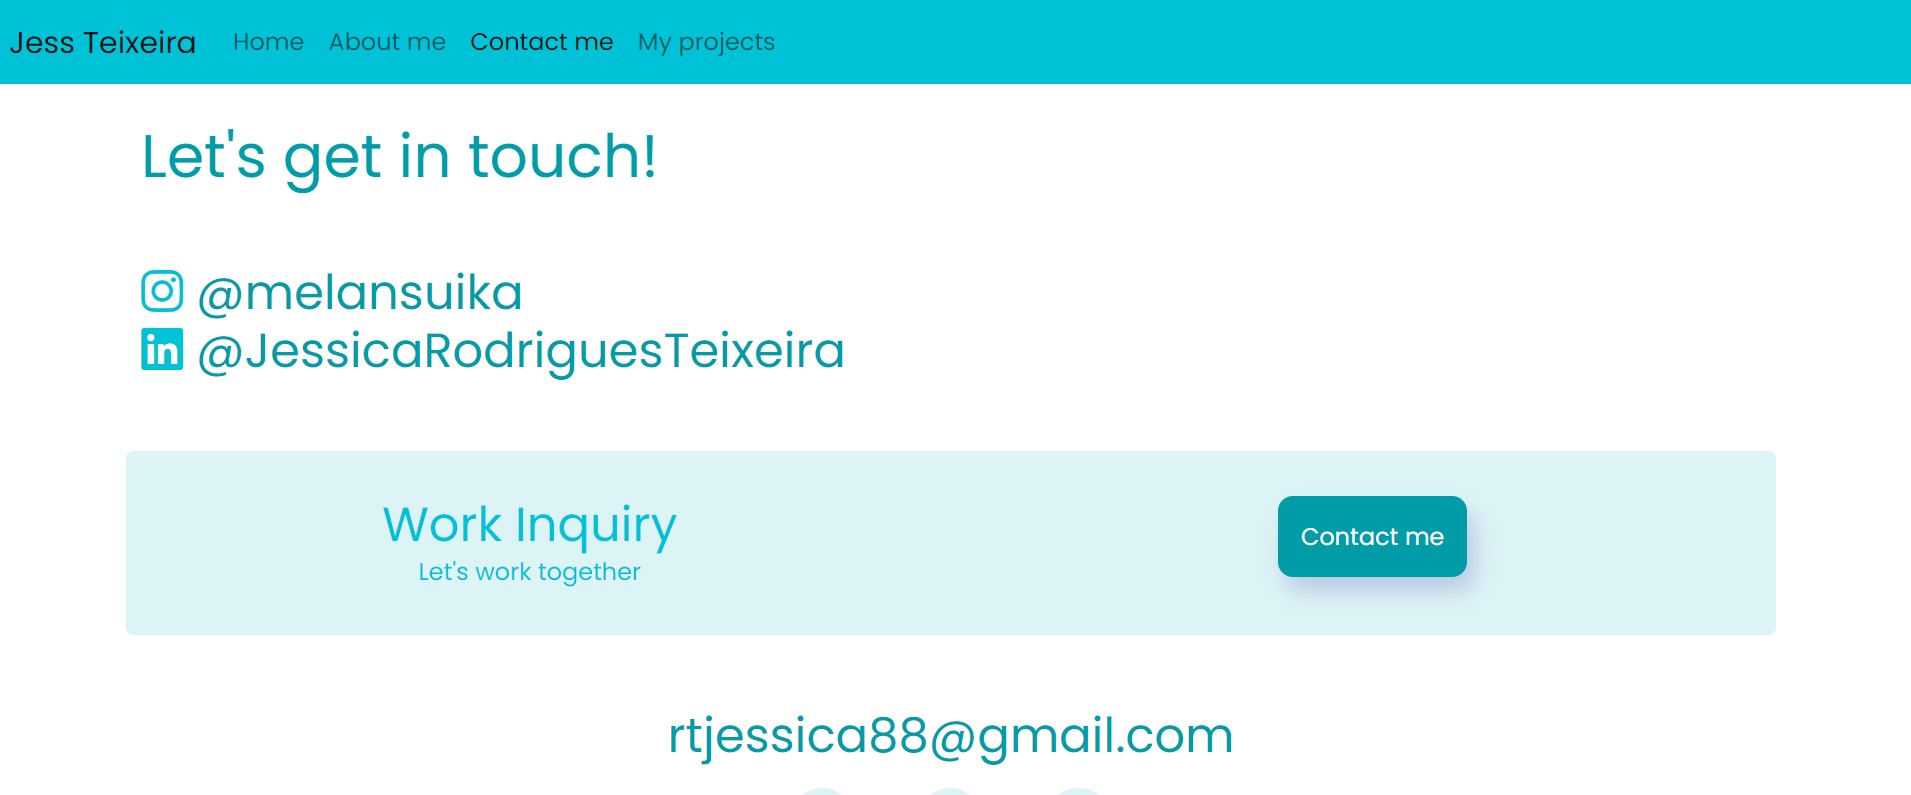 Jess Teixeira Home About me Contact me My projects
Let's get in touch!
@melansuika
in @JessicaRodriguesTeixeira
Work Inquiry
Let's work together
Contact me
rtjessica88@gmail.com